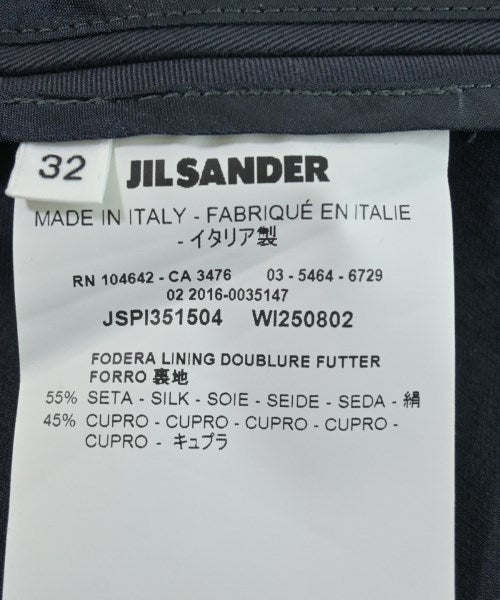 32
JIL SANDER
MADE IN ITALY - FABRIQUÉ EN ITALIE
- イタリア製
RN 104642 - CA 3476 03 - 5464 - 6729
02 2016-0035147
JSPI351504 WI250802
FODERA LINING DOUBLURE FUTTER
FORRO 裏地
55% SETA - SILK - SOIE - SEIDE - SEDA - 絹
45% CUPRO - CUPRO - CUPRO - CUPRO -
CUPRO - キュプラ